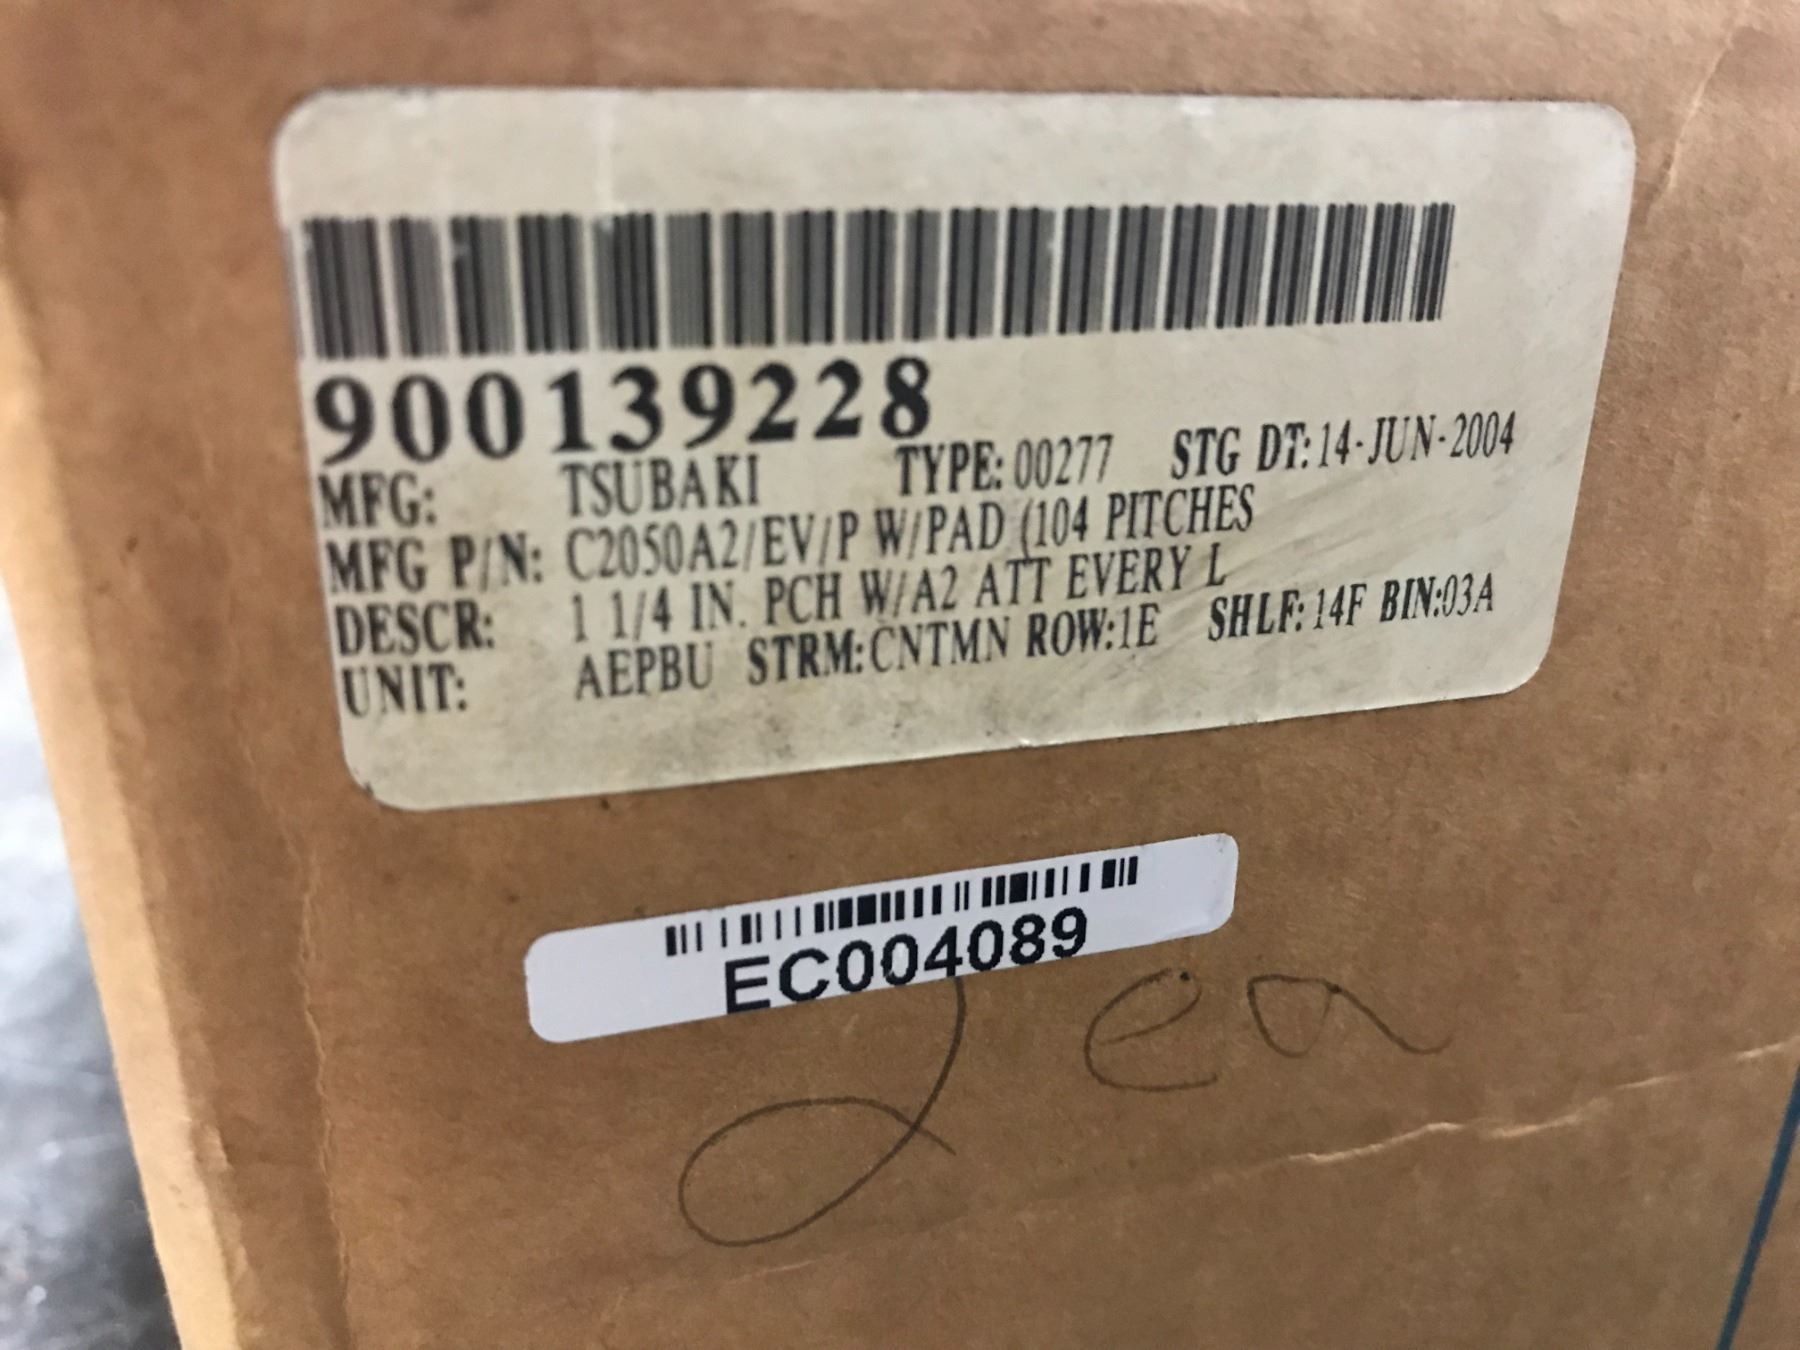 900139228
MFG: TSUBAKI TYPE: 00277 STG DT: 14-JUN-2004
MFG P/N: C2050A2/EV/P W/PAD (104 PITCHES
DESCR: 1 1/4 IN. PCH W/A2 ATT EVERY L
UNIT: AEPBU STRM: CNTMN ROW:1E SHLF: 14F BIN:03A
EC004089